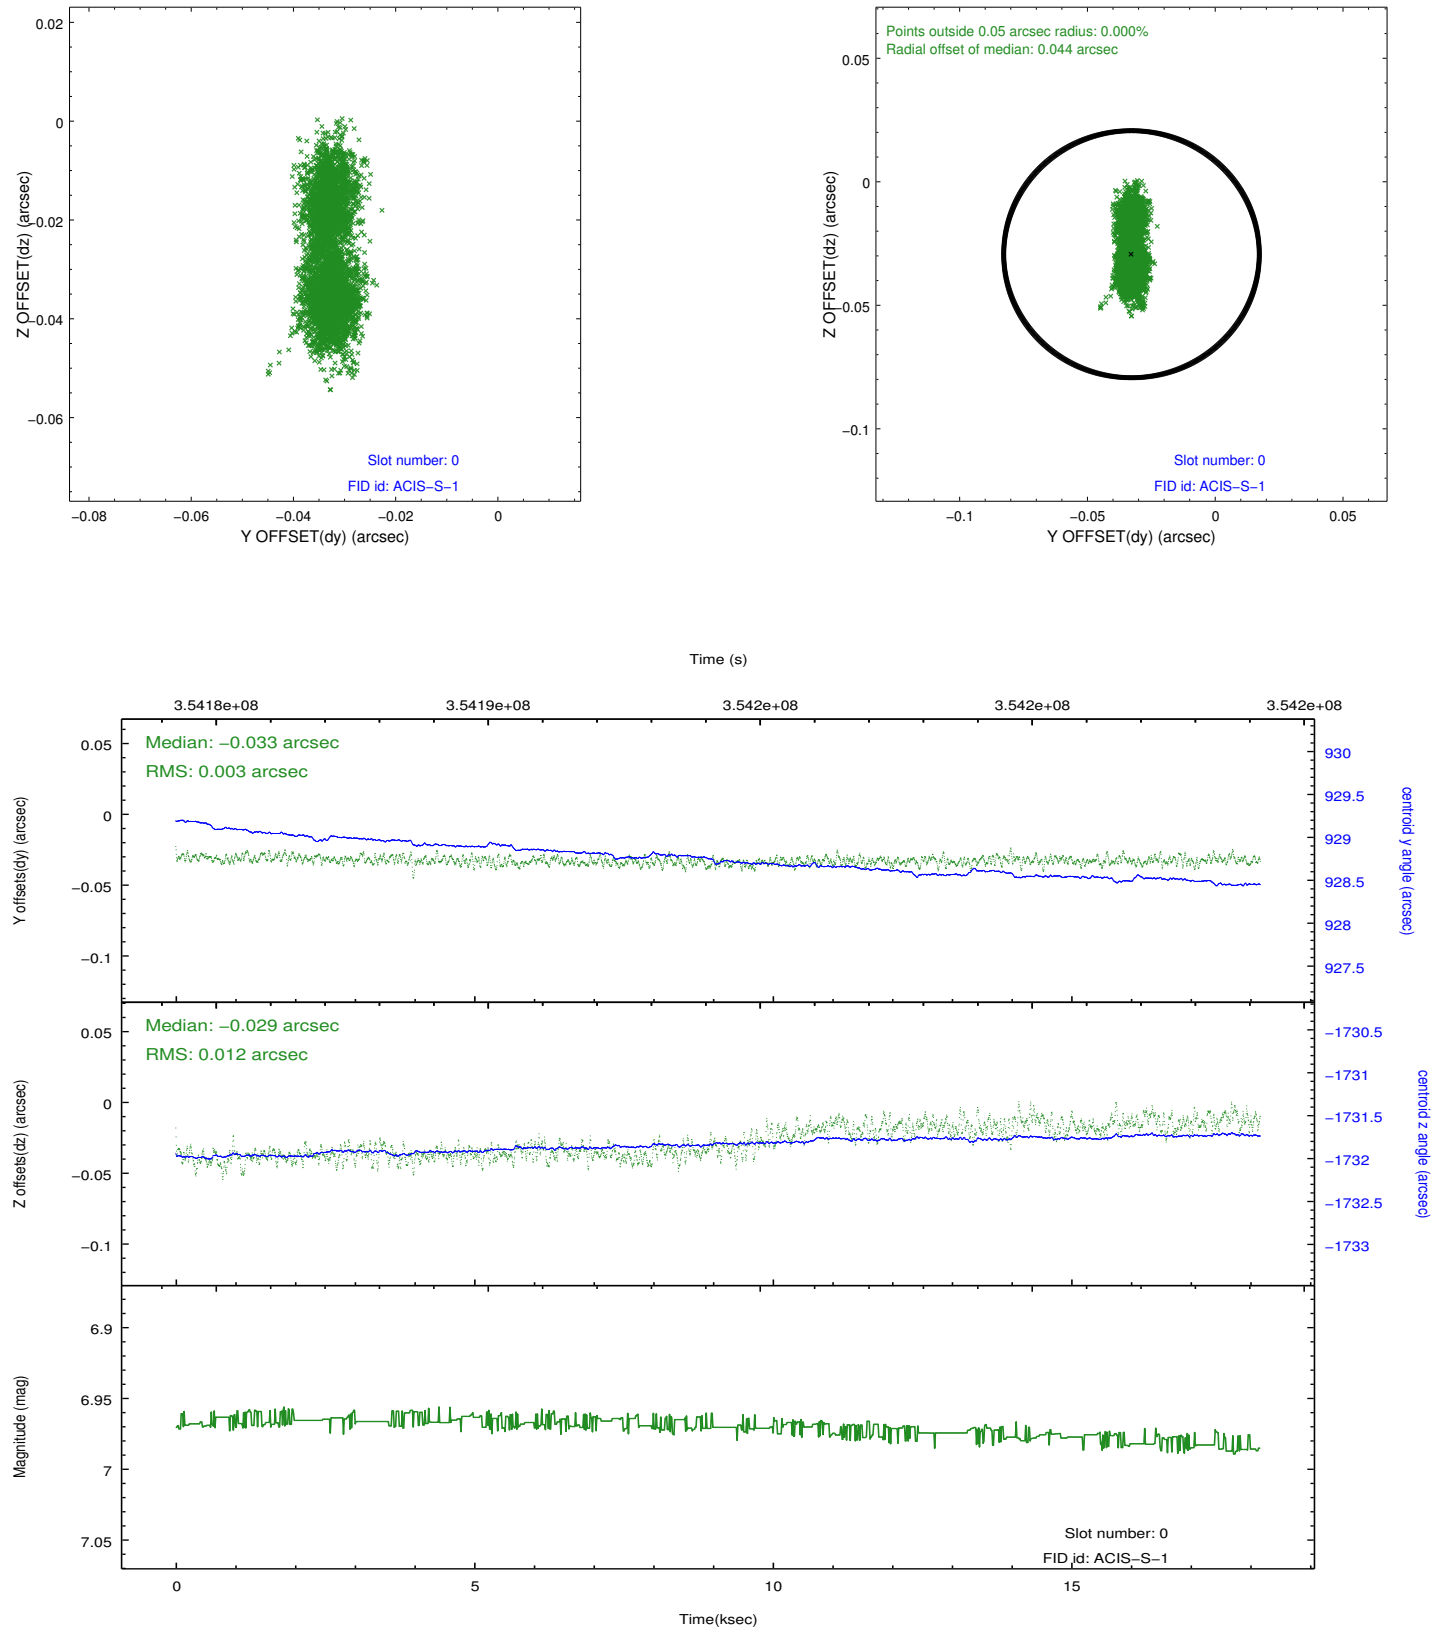 0.02
0
−0.02
−0.04
−0.06
Z OFFSET(dz) (arcsec)
Slot number: 0
FID id: ACIS−S−1
−0.08 −0.06 −0.04 −0.02 0
Y OFFSET(dy) (arcsec)
Points outside 0.05 arcsec radius: 0.000%
Radial offset of median: 0.044 arcsec
0.05
0
−0.05
−0.1
Z OFFSET(dz) (arcsec)
Slot number: 0
FID id: ACIS−S−1
−0.1 −0.05 0 0.05
Y OFFSET(dy) (arcsec)
Time (s)
3.5418e+08 3.5419e+08 3.542e+08 3.542e+08 3.542e+08
Median: −0.033 arcsec
RMS: 0.003 arcsec
0.05
0
−0.05
−0.1
Y offsets(dy) (arcsec)
930
929.5
929
928.5
928
927.5
centroid y angle (arcsec)
Median: −0.029 arcsec
RMS: 0.012 arcsec
0.05
0
−0.05
−0.1
Z offsets(dz) (arcsec)
−1730.5
−1731
−1731.5
−1732
−1732.5
−1733
centroid z angle (arcsec)
6.9
6.95
7
7.05
Magnitude (mag)
Slot number: 0
FID id: ACIS−S−1
0 5 10 15
Time(ksec)